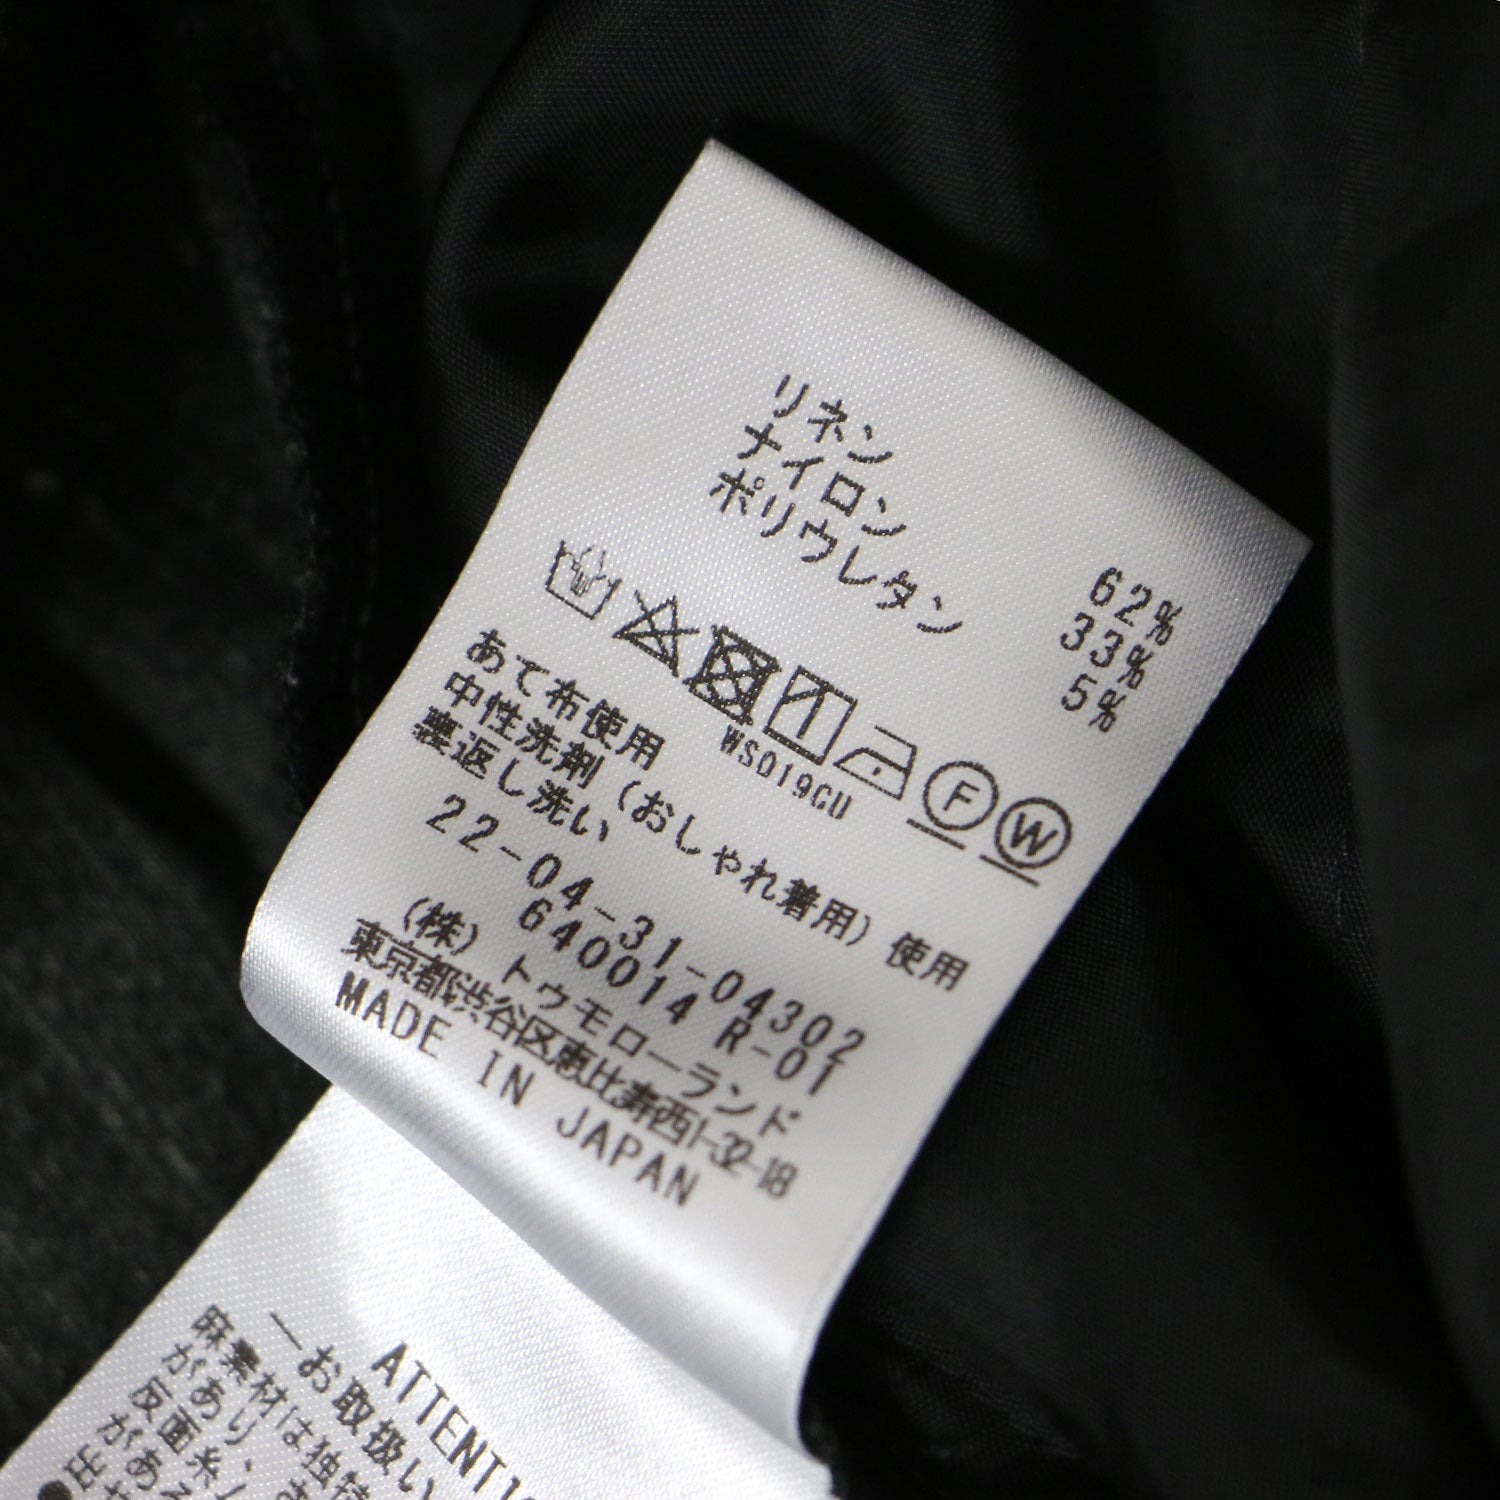 リネン 62%
ナイロン 33%
ポリウレタン 5%
F W
WS019CU
あて布使用
中性洗剤(おしゃれ着用)使用
裏返し洗い
22-04-31-04302
640014 R-01
(株)トゥモローランド
東京都渋谷区恵比寿西1-32-18
MADE IN JAPAN
ATTENTI
―お取扱い
麻素材は独特
があり、
反面糸
があ